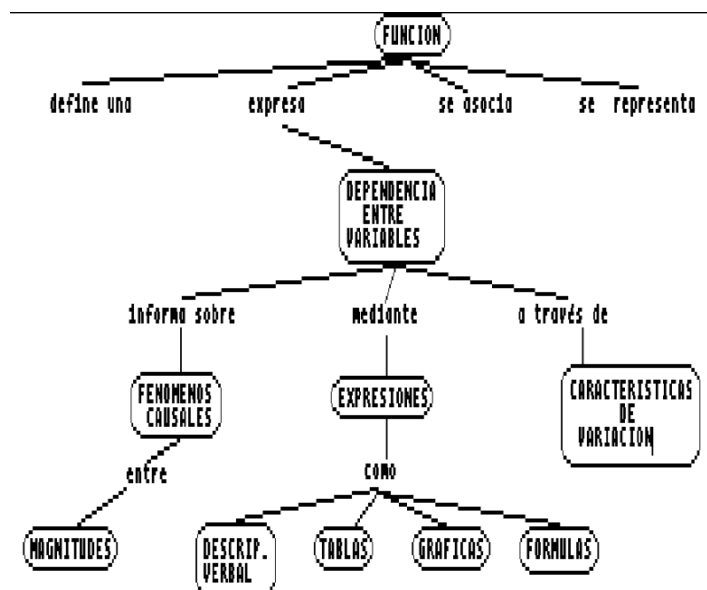 FUNCION
define una
expresa
se asocia
se representa
DEPENDENCIA
ENTRE
VARIABLES
informa sobre
mediante
a través de
FENOMENOS
CAUSALES
EXPRESIONES
CARACTERISTICAS
DE
VARIACION
entre
como
MAGNITUDES
DESCRIP.
VERBAL
TABLAS
GRAFICAS
FORMULAS